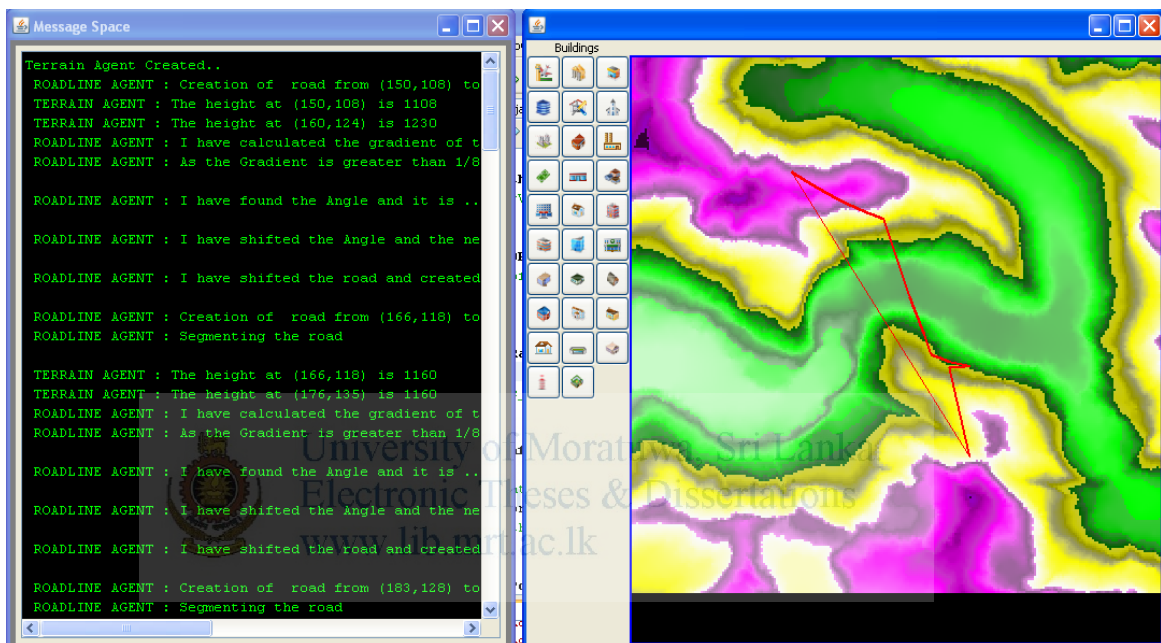 Message Space
Terrain Agent Created..
ROADLINE AGENT : Creation of road from (150,108) to
TERRAIN AGENT : The height at (150,108) is 1108
TERRAIN AGENT : The height at (160,124) is 1230
ROADLINE AGENT : I have calculated the gradient of t
ROADLINE AGENT : As the Gradient is greater than 1/8
ROADLINE AGENT : I have found the Angle and it is ..
ROADLINE AGENT : I have shifted the Angle and the ne
ROADLINE AGENT : I have shifted the road and created
ROADLINE AGENT : Creation of road from (166,118) to
ROADLINE AGENT : Segmenting the road
TERRAIN AGENT : The height at (166,118) is 1160
TERRAIN AGENT : The height at (176,135) is 1160
ROADLINE AGENT : I have calculated the gradient of t
ROADLINE AGENT : As the Gradient is greater than 1/8
ROADLINE AGENT : I have found the Angle and it is ..
ROADLINE AGENT : I have shifted the Angle and the ne
ROADLINE AGENT : I have shifted the road and created
ROADLINE AGENT : Creation of road from (183,128) to
ROADLINE AGENT : Segmenting the road
Buildings
University of Moratuwa, Sri Lanka.
Electronic Theses & Dissertations
www.lib.mrt.ac.lk